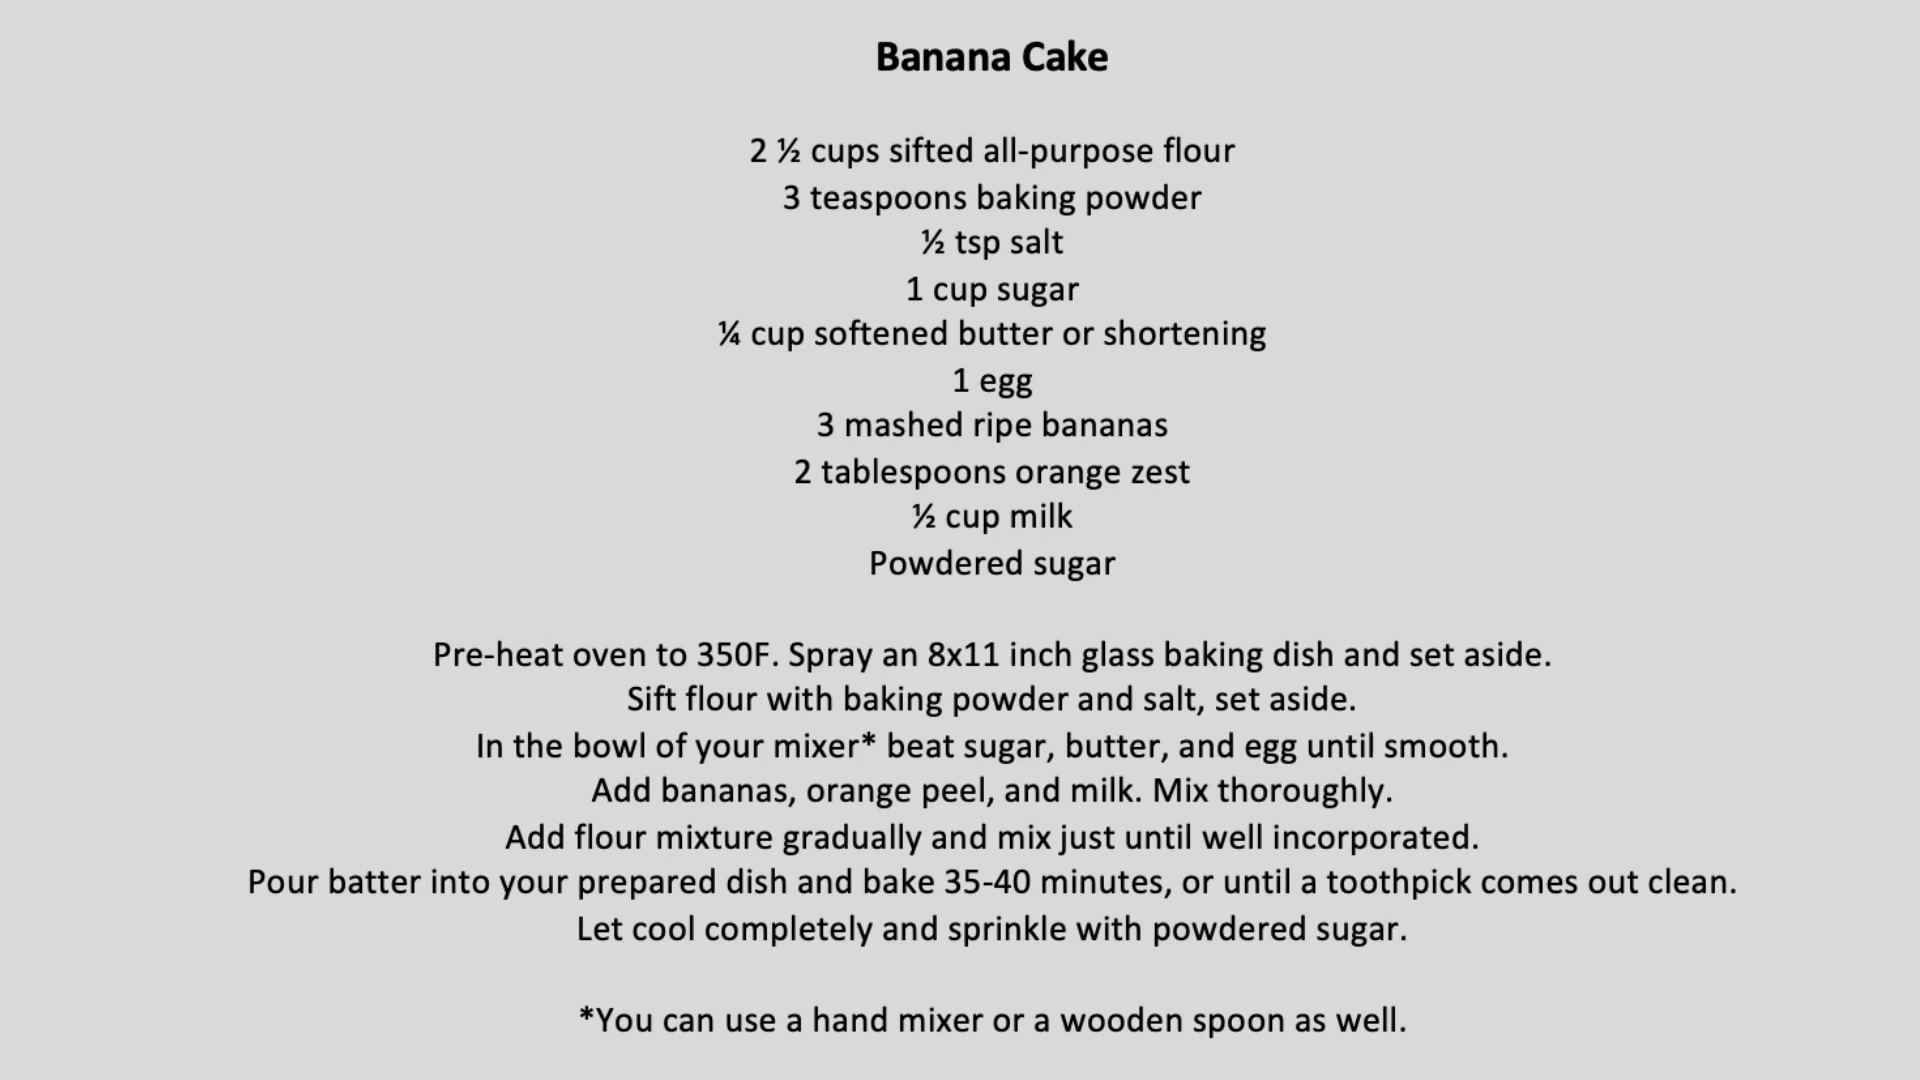 Banana Cake
2 ½ cups sifted all-purpose flour
3 teaspoons baking powder
½ tsp salt
1 cup sugar
¼ cup softened butter or shortening
1 egg
3 mashed ripe bananas
2 tablespoons orange zest
½ cup milk
Powdered sugar
Pre-heat oven to 350F. Spray an 8x11 inch glass baking dish and set aside.
Sift flour with baking powder and salt, set aside.
In the bowl of your mixer* beat sugar, butter, and egg until smooth.
Add bananas, orange peel, and milk. Mix thoroughly.
Add flour mixture gradually and mix just until well incorporated.
Pour batter into your prepared dish and bake 35-40 minutes, or until a toothpick comes out clean.
Let cool completely and sprinkle with powdered sugar.
*You can use a hand mixer or a wooden spoon as well.